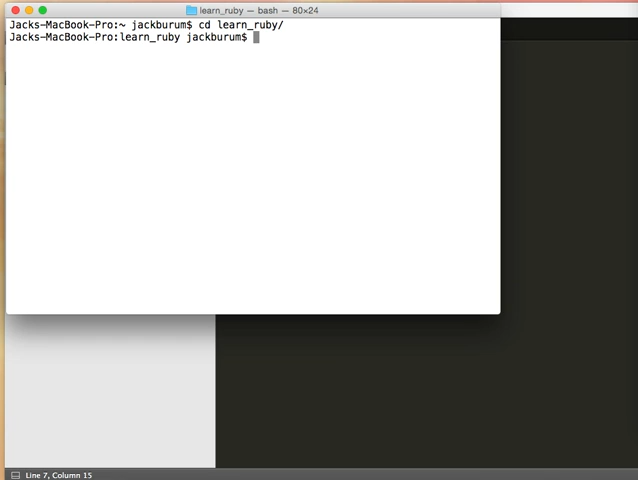 learn_ruby — bash — 80×24
Jacks-MacBook-Pro:~ jackburum$ cd learn_ruby/
Jacks-MacBook-Pro:learn_ruby jackburum$
Line 7, Column 15